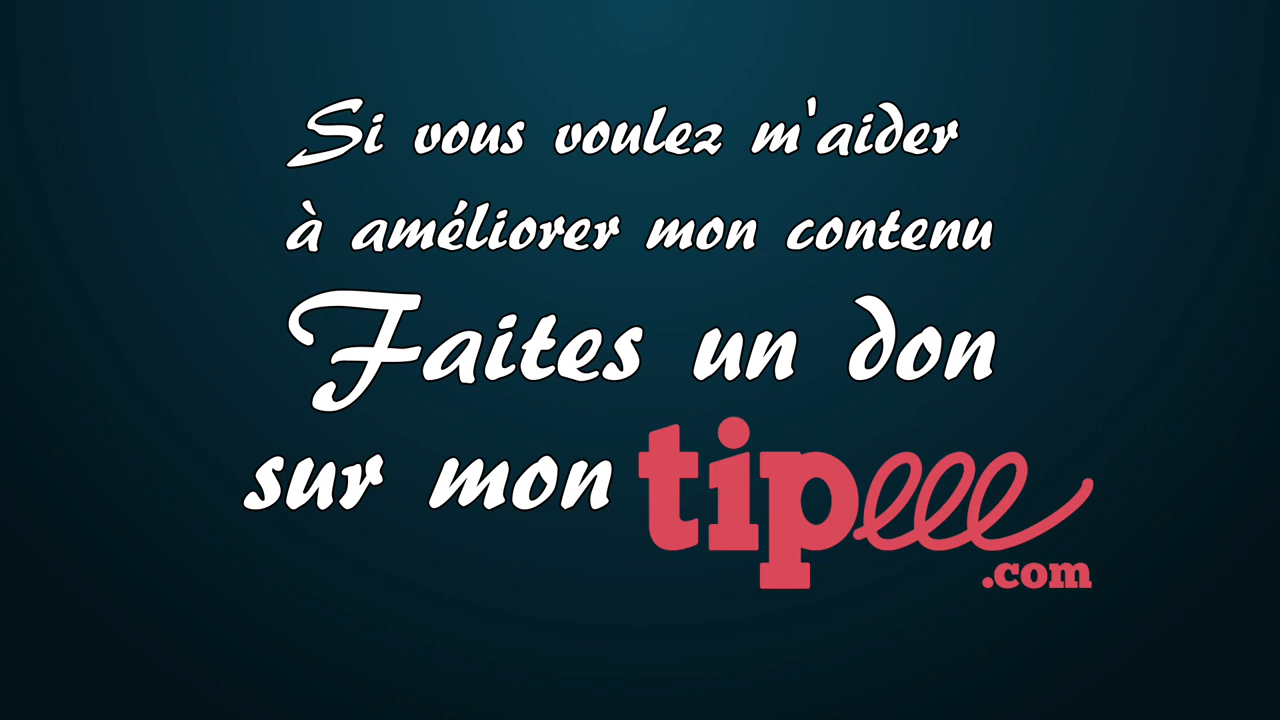 Si vous voulez m'aider
à améliorer mon contenu
Faites un don
sur mon tipeee
.com